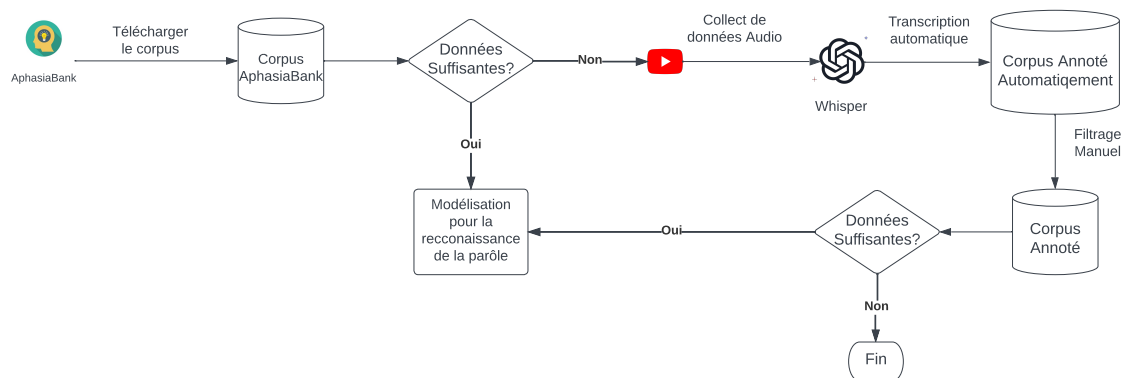 Télécharger
le corpus
AphasiaBank
Corpus
AphasiaBank
Données
Suffisantes?
Non
Collect de
données Audio
Whisper
Transcription
automatique
Corpus Annoté
Automatiqement
Filtrage
Manuel
Oui
Modélisation
pour la
recconaissance
de la parôle
Oui
Données
Suffisantes?
Corpus
Annoté
Non
Fin